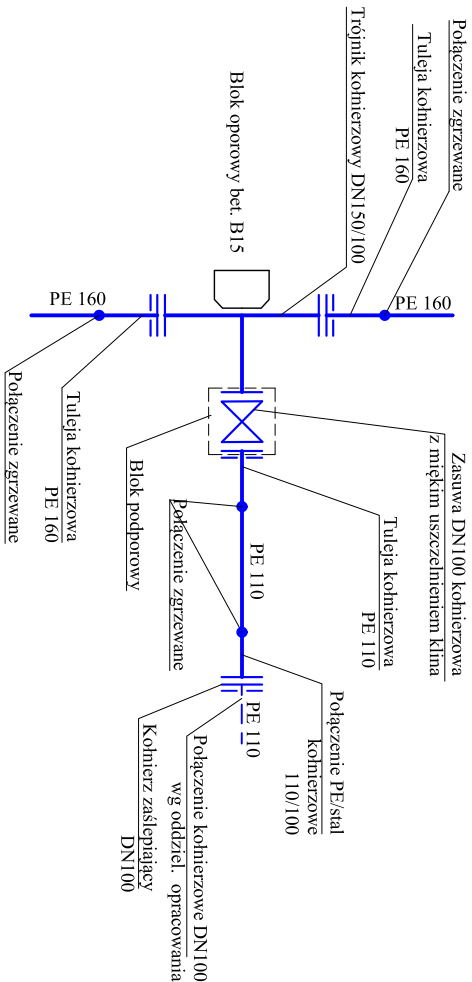 Połączenie zgrzewane
Tuleja kołnierzowa
PE 160
Trójnik kołnierzowy DN150/100
Blok oporowy bet. B15
PE 160
PE 160
Zasuwa DN100 kołnierzowa
z miękim uszczelnieniem klina
Tuleja kołnierzowa
PE 110
Połączenie PE/stal
kołnierzowe
110/100
PE 110
PE 110
Połączenie zgrzewane
Blok podporowy
Tuleja kołnierzowa
PE 160
Połączenie zgrzewane
Połączenie kołnierzowe DN100
wg oddziel. opracowania
Kołnierz zaślepiający
DN100